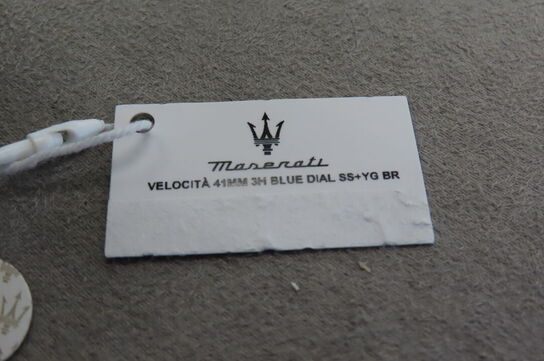 Maserati
VELOCITÀ 41MM 3H BLUE DIAL SS+YG BR